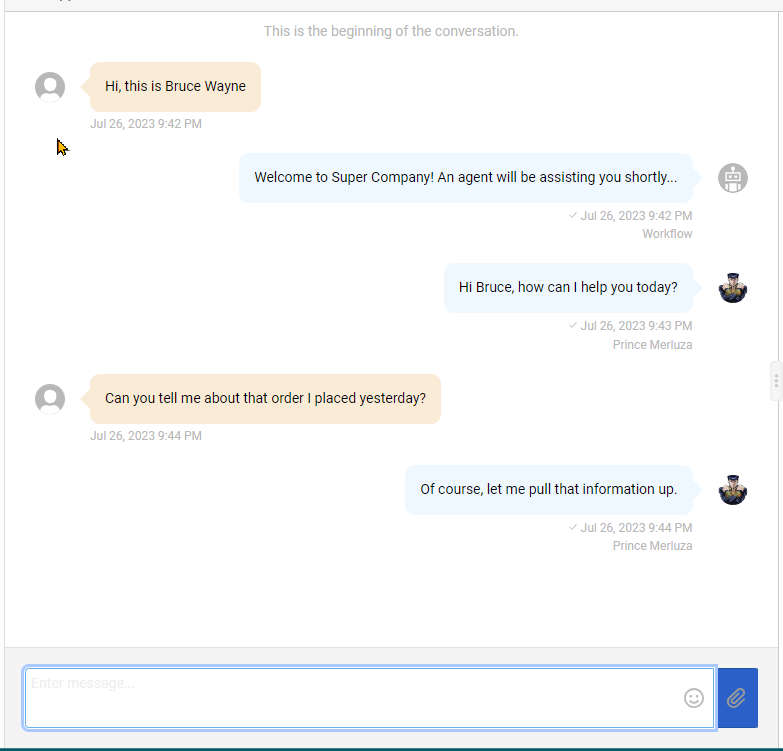 This is the beginning of the conversation.
Hi, this is Bruce Wayne
Jul 26, 2023 9:42 PM
Welcome to Super Company! An agent will be assisting you shortly...
Jul 26, 2023 9:42 PM
Workflow
Hi Bruce, how can I help you today?
Jul 26, 2023 9:43 PM
Prince Merluza
Can you tell me about that order I placed yesterday?
Jul 26, 2023 9:44 PM
Of course, let me pull that information up.
Jul 26, 2023 9:44 PM
Prince Merluza
Enter message...